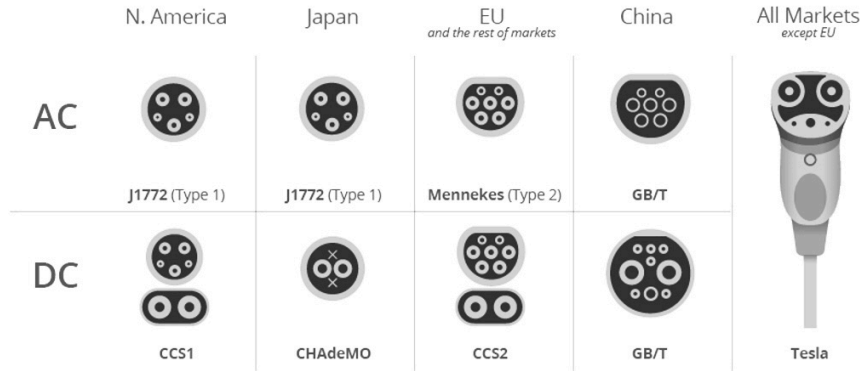 N. America
Japan
EU
and the rest of markets
China
All Markets
except EU
AC
J1772 (Type 1)
J1772 (Type 1)
Mennekes (Type 2)
GB/T
DC
CCS1
CHAdeMO
CCS2
GB/T
Tesla